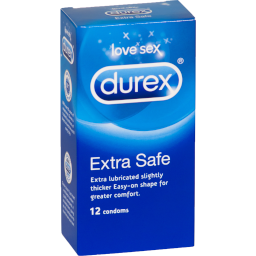 love sex
durex
Extra Safe
Extra lubricated slightly
thicker Easy-on shape for
greater comfort.
12 condoms